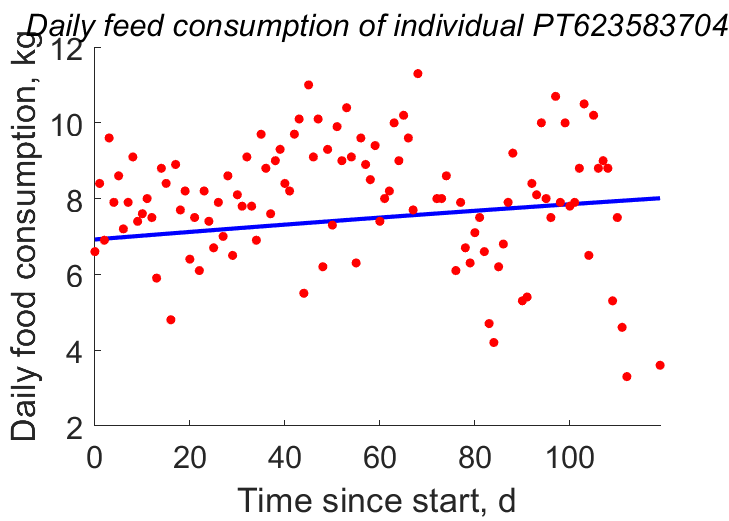 Daily feed consumption of individual PT623583704
Daily food consumption, kg
12
10
8
6
4
2
0 20 40 60 80 100
Time since start, d